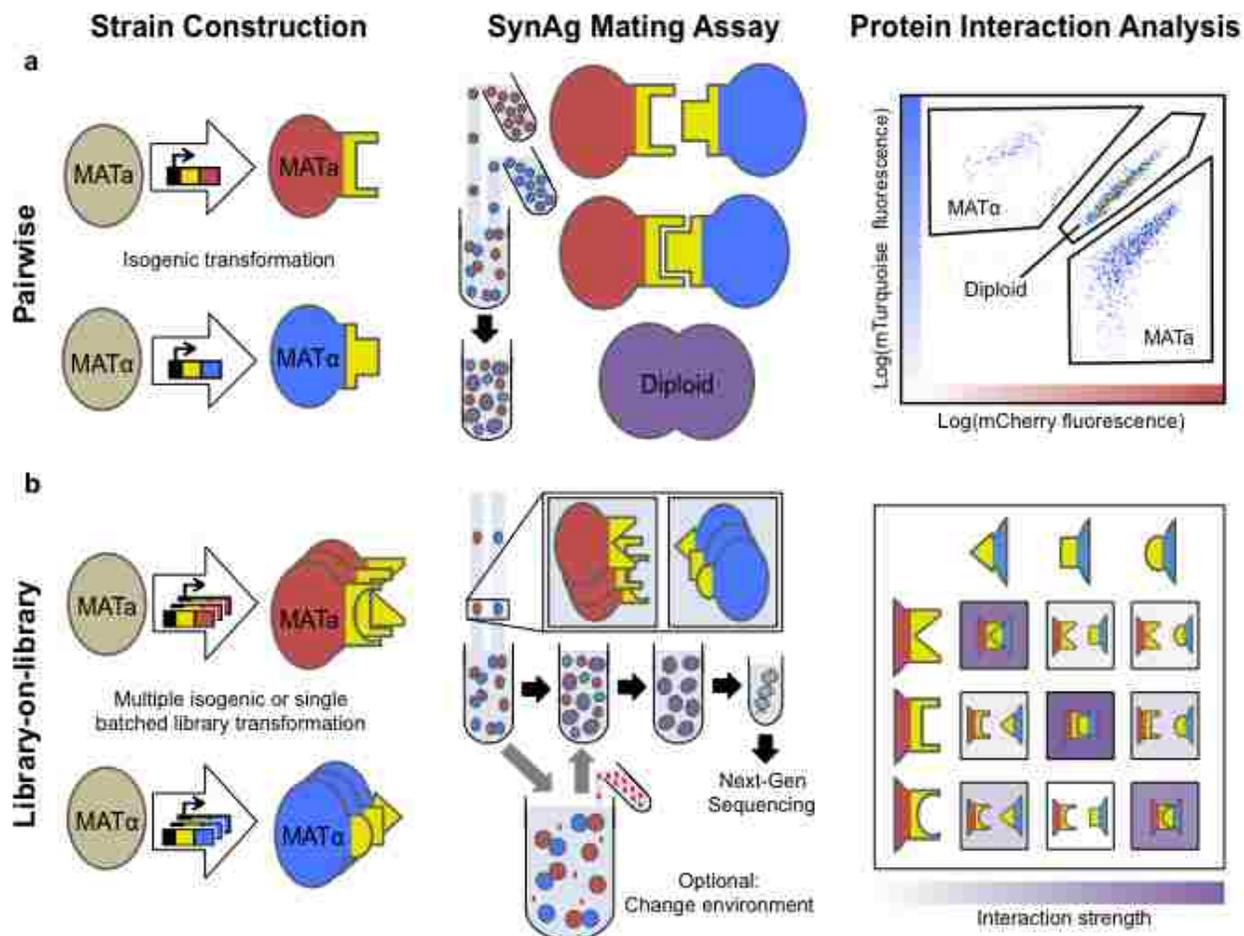 Strain Construction
SynAg Mating Assay
Protein Interaction Analysis
a
Pairwise
MATa
MATa
Isogenic transformation
MATα
MATα
Diploid
Log(mTurquoise fluorescence)
MATα
Diploid
MATa
Log(mCherry fluorescence)
b
Library-on-library
MATa
MATa
Multiple isogenic or single
batched library transformation
MATα
MATα
Next-Gen
Sequencing
Optional:
Change environment
Interaction strength